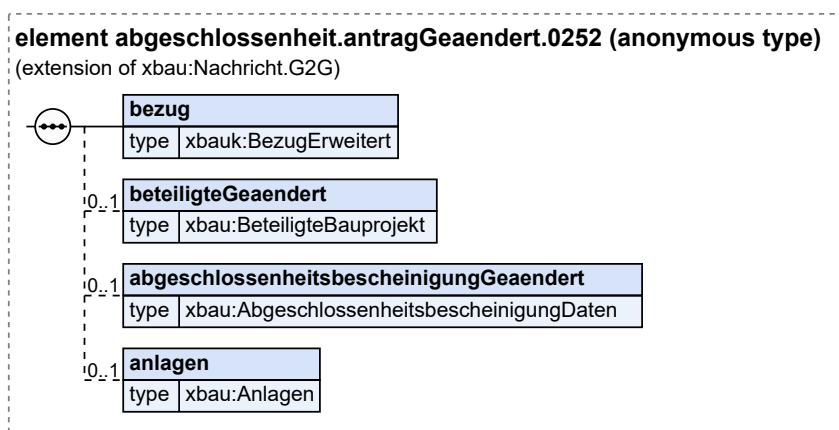 element abgeschlossenheit.antragGeaendert.0252 (anonymous type)
(extension of xbau:Nachricht.G2G)
bezug
type xbauk:BezugErweitert
0..1 beteiligteGeaendert
type xbau:BeteiligteBauprojekt
0..1 abgeschlossenheitsbescheinigungGeaendert
type xbau:AbgeschlossenheitsbescheinigungDaten
0..1 anlagen
type xbau:Anlagen